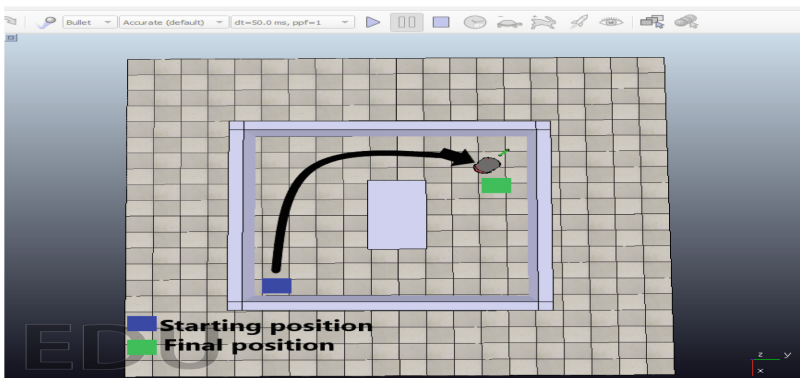 Bullet
Accurate (default)
dt=50.0 ms, ppf=1
Starting position
Final position
EDU
z
y
x